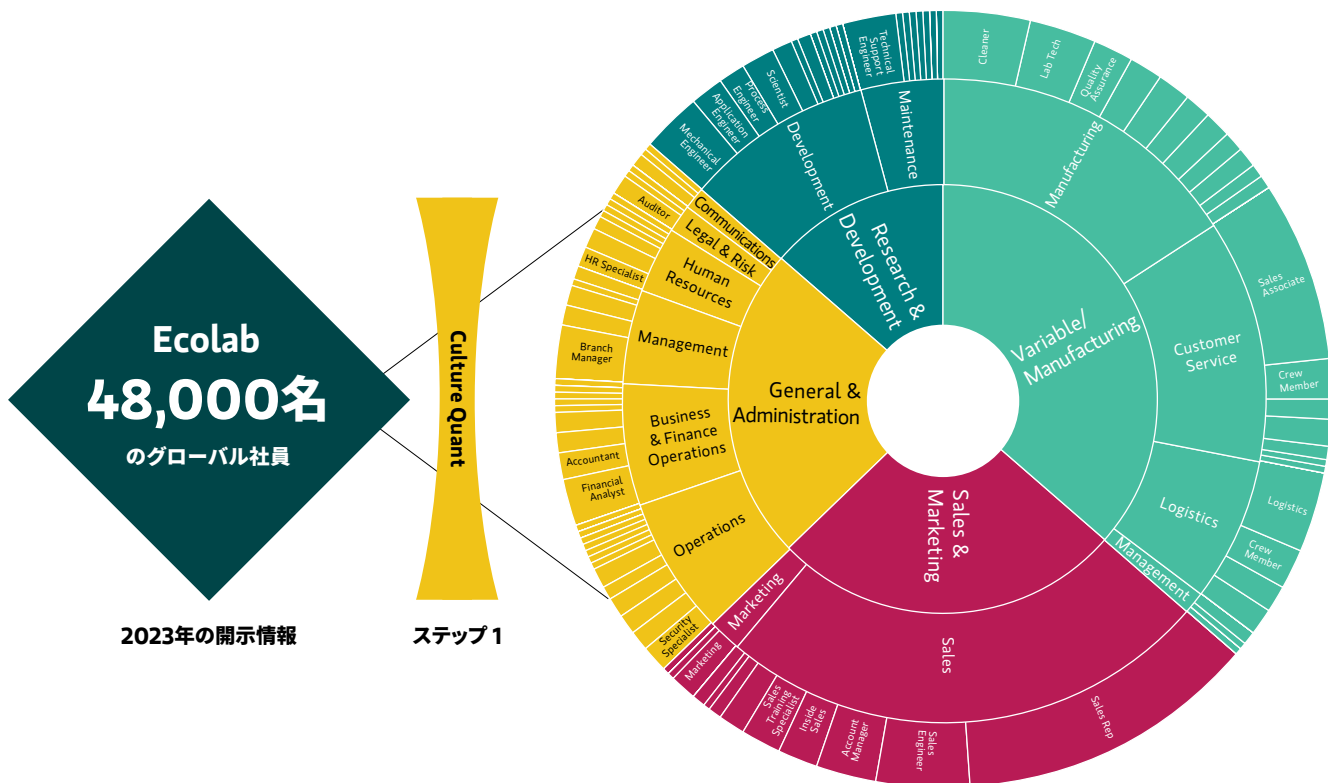 Ecolab
48,000名
のグローバル社員
2023年の開示情報
Culture Quant
ステップ 1
Variable/
Manufacturing
Manufacturing
Cleaner
Lab Tech
Quality
Assurance
Customer
Service
Sales
Associate
Crew
Member
Logistics
Logistics
Crew
Member
Management
Sales &
Marketing
Sales
Sales Rep
Sales
Engineer
Account
Manager
Inside
Sales
Sales
Training
Specialist
Marketing
Marketing
General &
Administration
Operations
Security
Specialist
Business
& Finance
Operations
Financial
Analyst
Accountant
Management
Branch
Manager
Human
Resources
HR Specialist
Legal & Risk
Auditor
Communications
Research &
Development
Development
Mechanical
Engineer
Application
Engineer
Process
Engineer
Scientist
Maintenance
Technical
Support
Engineer